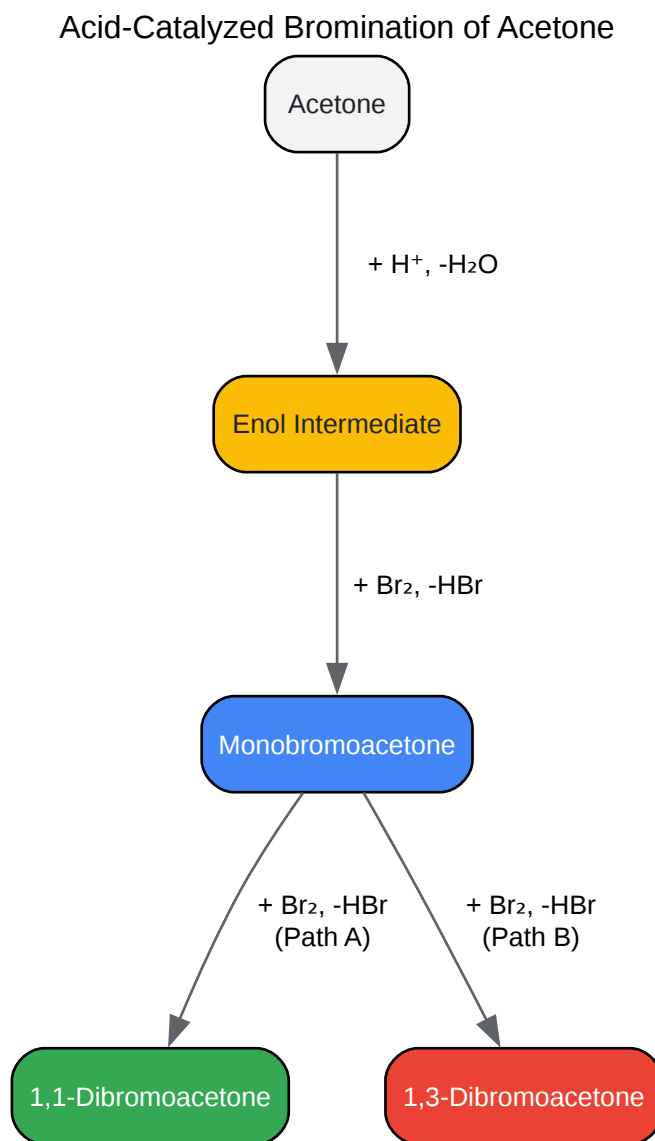 Acid-Catalyzed Bromination of Acetone
Acetone
+ H⁺, -H₂O
Enol Intermediate
+ Br₂, -HBr
Monobromoacetone
+ Br₂, -HBr
(Path A)
+ Br₂, -HBr
(Path B)
1,1-Dibromoacetone
1,3-Dibromoacetone